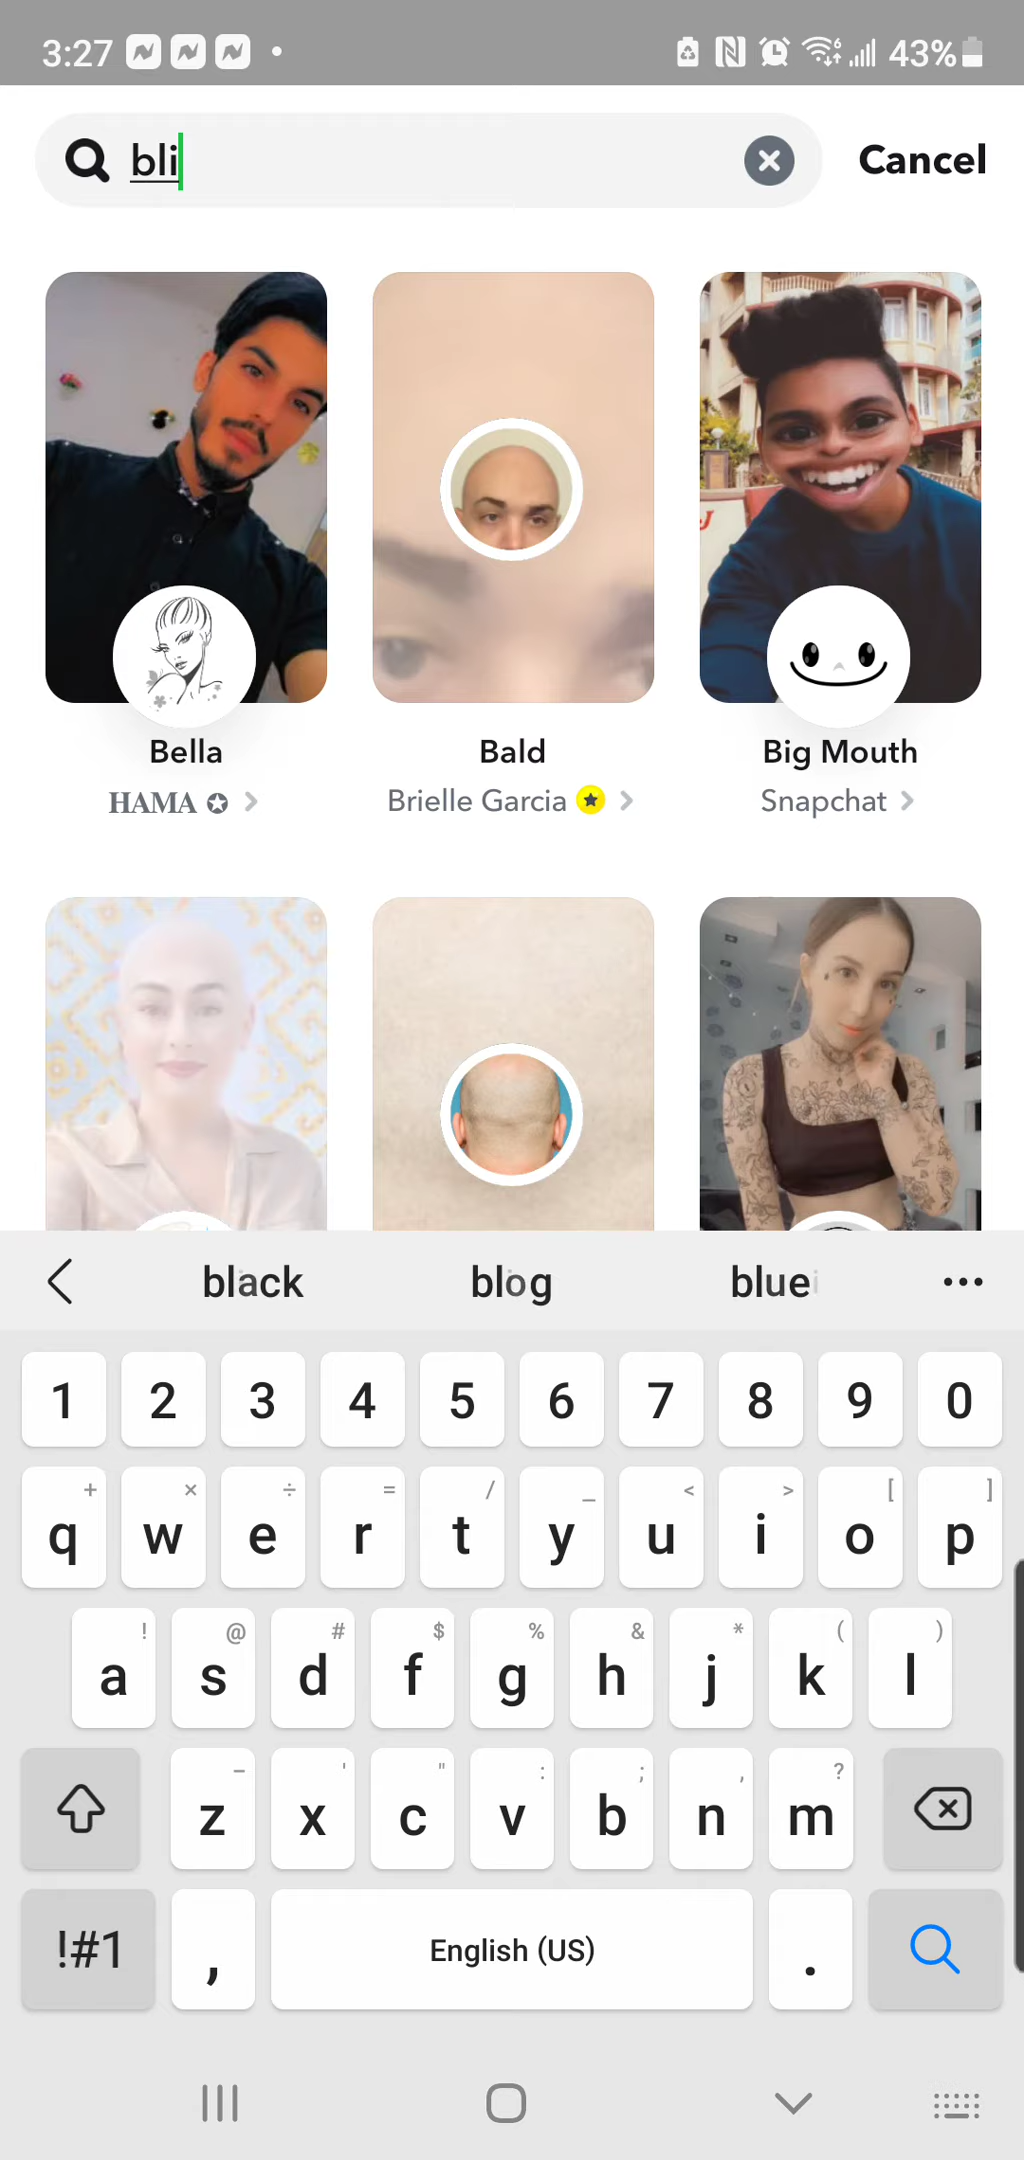 3:27 43%
bli Cancel
Bella Bald Big Mouth
HAMA Brielle Garcia Snapchat
black blog blue •••
1 2 3 4 5 6 7 8 9 0
+ × ÷ = / _ < > [ ]
q w e r t y u i o p
! @ # $ % & * ( )
a s d f g h j k l
- ' " : ; , ?
z x c v b n m
!#1 , English (US) .